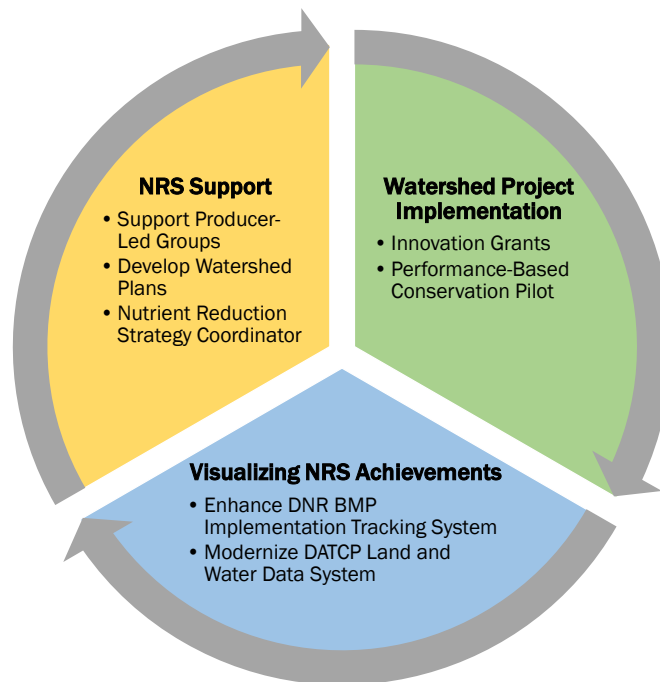 NRS Support
• Support Producer-
Led Groups
• Develop Watershed
Plans
• Nutrient Reduction
Strategy Coordinator
Watershed Project
Implementation
• Innovation Grants
• Performance-Based
Conservation Pilot
Visualizing NRS Achievements
• Enhance DNR BMP
Implementation Tracking System
• Modernize DATCP Land and
Water Data System